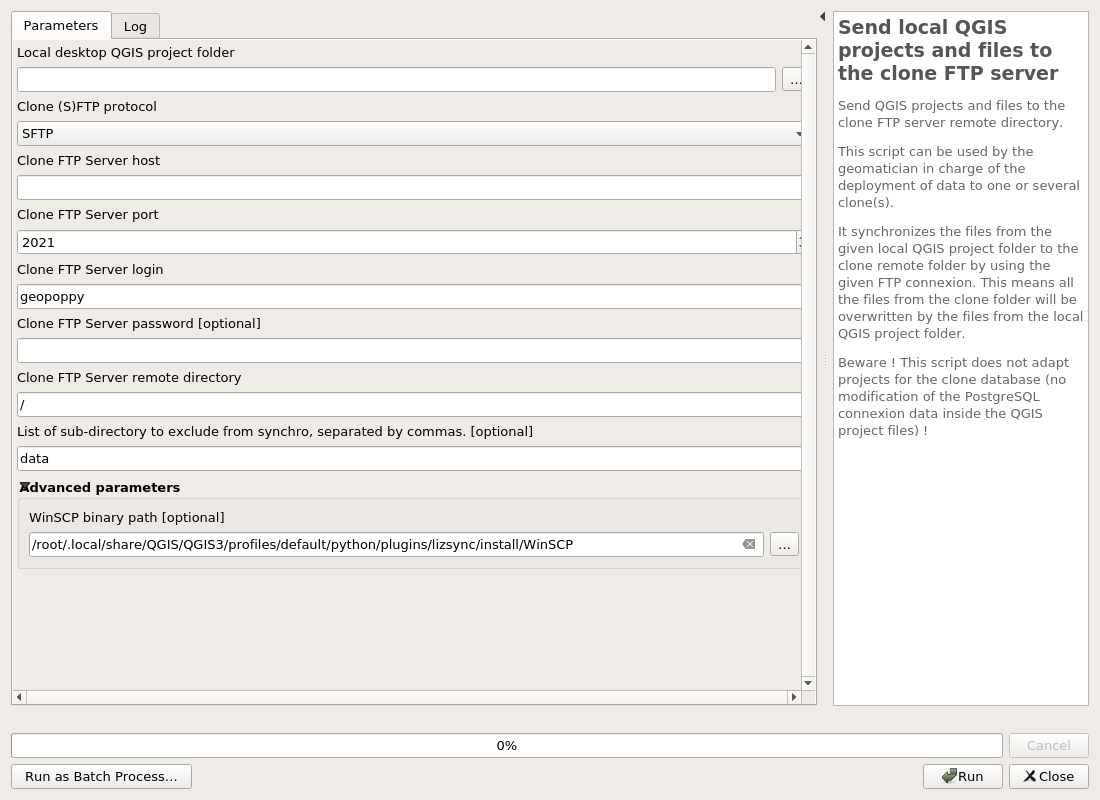 Parameters
Log
Local desktop QGIS project folder
...
Clone (S)FTP protocol
SFTP
Clone FTP Server host
Clone FTP Server port
2021
Clone FTP Server login
geopoppy
Clone FTP Server password [optional]
Clone FTP Server remote directory
/
List of sub-directory to exclude from synchro, separated by commas. [optional]
data
Advanced parameters
WinSCP binary path [optional]
/root/.local/share/QGIS/QGIS3/profiles/default/python/plugins/lizsync/install/WinSCP
...
Send local QGIS
projects and files to
the clone FTP server
Send QGIS projects and files to the
clone FTP server remote directory.
This script can be used by the
geomatician in charge of the
deployment of data to one or several
clone(s).
It synchronizes the files from the
given local QGIS project folder to the
clone remote folder by using the
given FTP connexion. This means all
the files from the clone folder will be
overwritten by the files from the local
QGIS project folder.
Beware ! This script does not adapt
projects for the clone database (no
modification of the PostgreSQL
connexion data inside the QGIS
project files) !
0%
Cancel
Run as Batch Process...
Run
Close